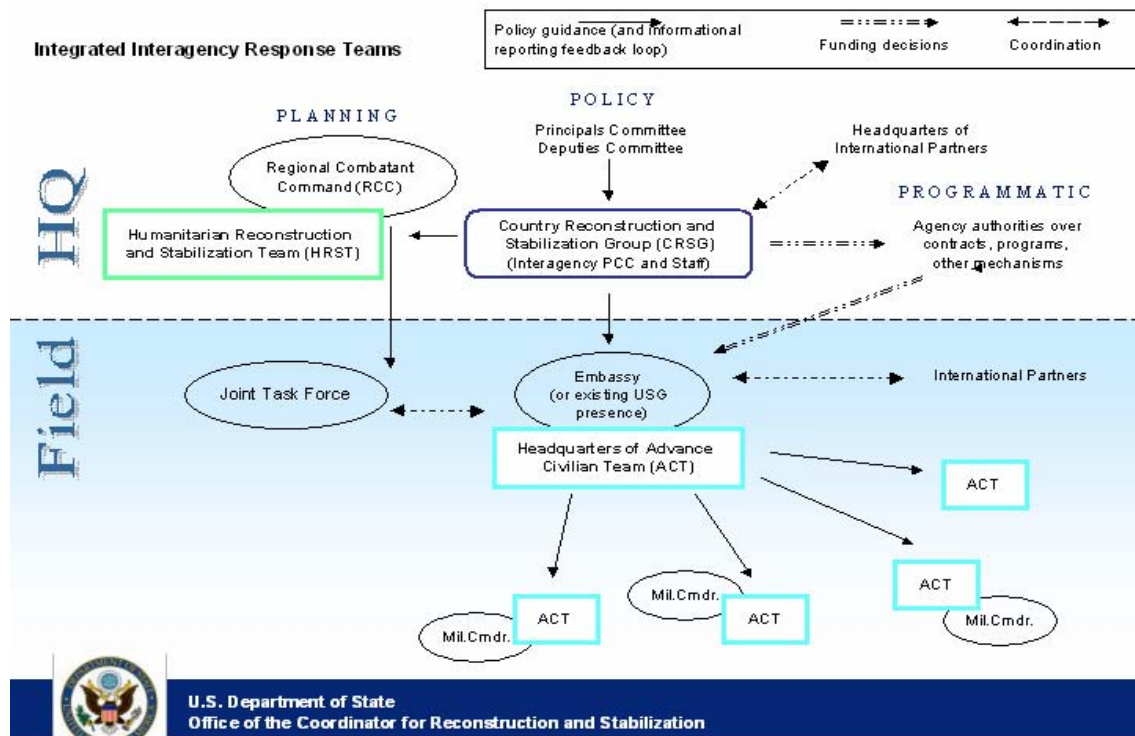 Integrated Interagency Response Teams
Policy guidance (and informational
reporting feedback loop)
Funding decisions
Coordination
PLANNING
POLICY
PROGRAMMATIC
HQ
Regional Combatant
Command (RCC)
Humanitarian Reconstruction
and Stabilization Team (HRST)
Principals Committee
Deputies Committee
Country Reconstruction and
Stabilization Group (CRSG)
(Interagency PCC and Staff)
Headquarters of
International Partners
Agency authorities over
contracts, programs,
other mechanisms
Field
Joint Task Force
Embassy
(or existing USG
presence)
International Partners
Headquarters of Advance
Civilian Team (ACT)
ACT
ACT
Mil.Cmdr.
Mil.Cmdr.
ACT
Mil.Cmdr.
ACT
U.S. Department of State
Office of the Coordinator for Reconstruction and Stabilization